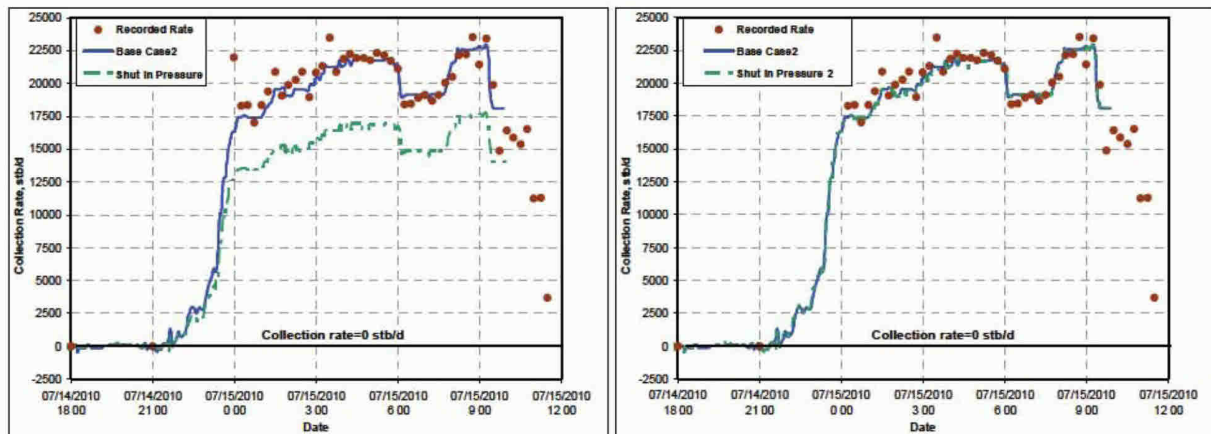 25000
22500
20000
17500
15000
12500
10000
7500
5000
2500
0
-2500
Collection Rate, stb/d
Recorded Rate
Base Case2
Shut In Pressure
Collection rate=0 stb/d
07/14/2010 07/14/2010 07/15/2010 07/15/2010 07/15/2010 07/15/2010 07/15/2010
18 00 21 00 0 00 3 00 6 00 9 00 12 00
Date
25000
22500
20000
17500
15000
12500
10000
7500
5000
2500
0
-2500
Collection Rate, stb/d
Recorded Rate
Base Case2
Shut In Pressure 2
Collection rate=0 stb/d
07/14/2010 07/14/2010 07/15/2010 07/15/2010 07/15/2010 07/15/2010 07/15/2010
18 00 21 00 0 00 3 00 6 00 9 00 12 00
Date